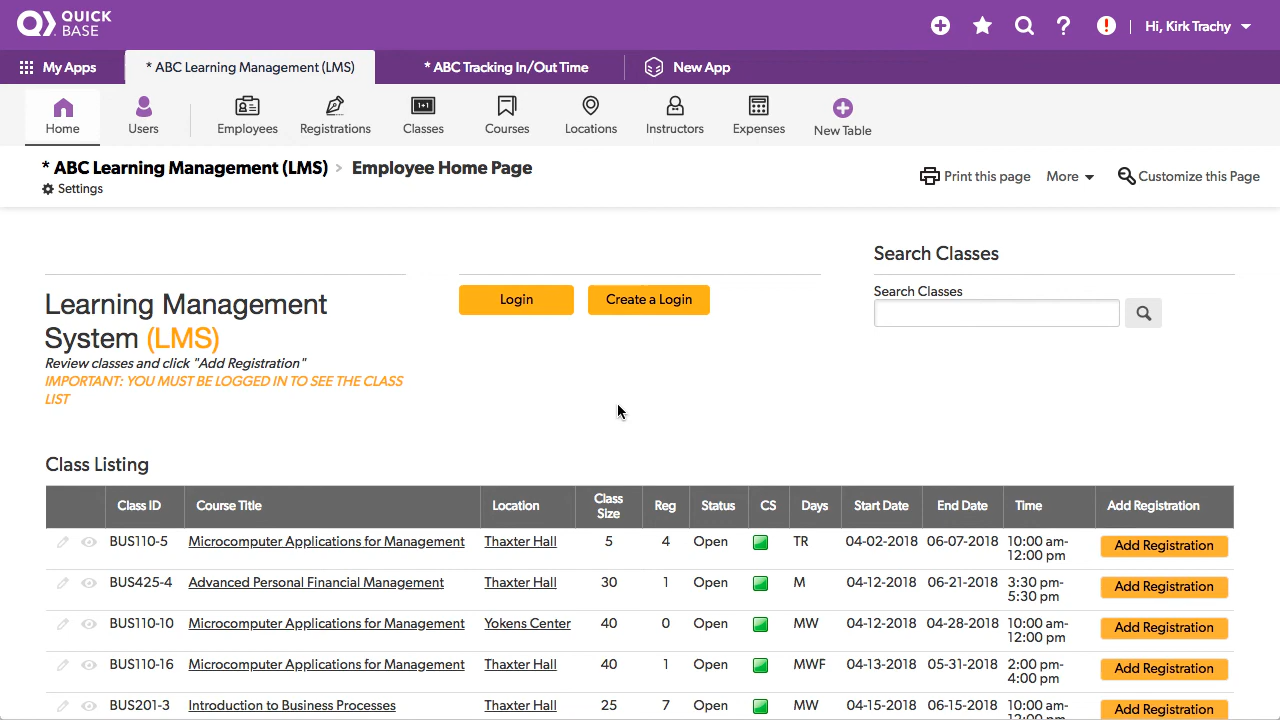 QUICK
BASE
Hi, Kirk Trachy
My Apps
* ABC Learning Management (LMS)
* ABC Tracking In/Out Time
New App
Home
Users
Employees
Registrations
1+1
Classes
Courses
Locations
Instructors
Expenses
New Table
* ABC Learning Management (LMS) > Employee Home Page
Settings
Print this page
More
Customize this Page
Learning Management
System (LMS)
Review classes and click "Add Registration"
IMPORTANT: YOU MUST BE LOGGED IN TO SEE THE CLASS
LIST
Login
Create a Login
Search Classes
Search Classes
Class Listing
Class ID Course Title Location Class Size Reg Status CS Days Start Date End Date Time Add Registration
BUS110-5 Microcomputer Applications for Management Thaxter Hall 5 4 Open TR 04-02-2018 06-07-2018 10:00 am-
12:00 pm Add Registration
BUS425-4 Advanced Personal Financial Management Thaxter Hall 30 1 Open M 04-12-2018 06-21-2018 3:30 pm-
5:30 pm Add Registration
BUS110-10 Microcomputer Applications for Management Yokens Center 40 0 Open MW 04-12-2018 04-28-2018 10:00 am-
12:00 pm Add Registration
BUS110-16 Microcomputer Applications for Management Thaxter Hall 40 1 Open MWF 04-13-2018 05-31-2018 2:00 pm-
4:00 pm Add Registration
BUS201-3 Introduction to Business Processes Thaxter Hall 25 7 Open MW 04-15-2018 06-15-2018 10:00 am-
12:00 pm Add Registration